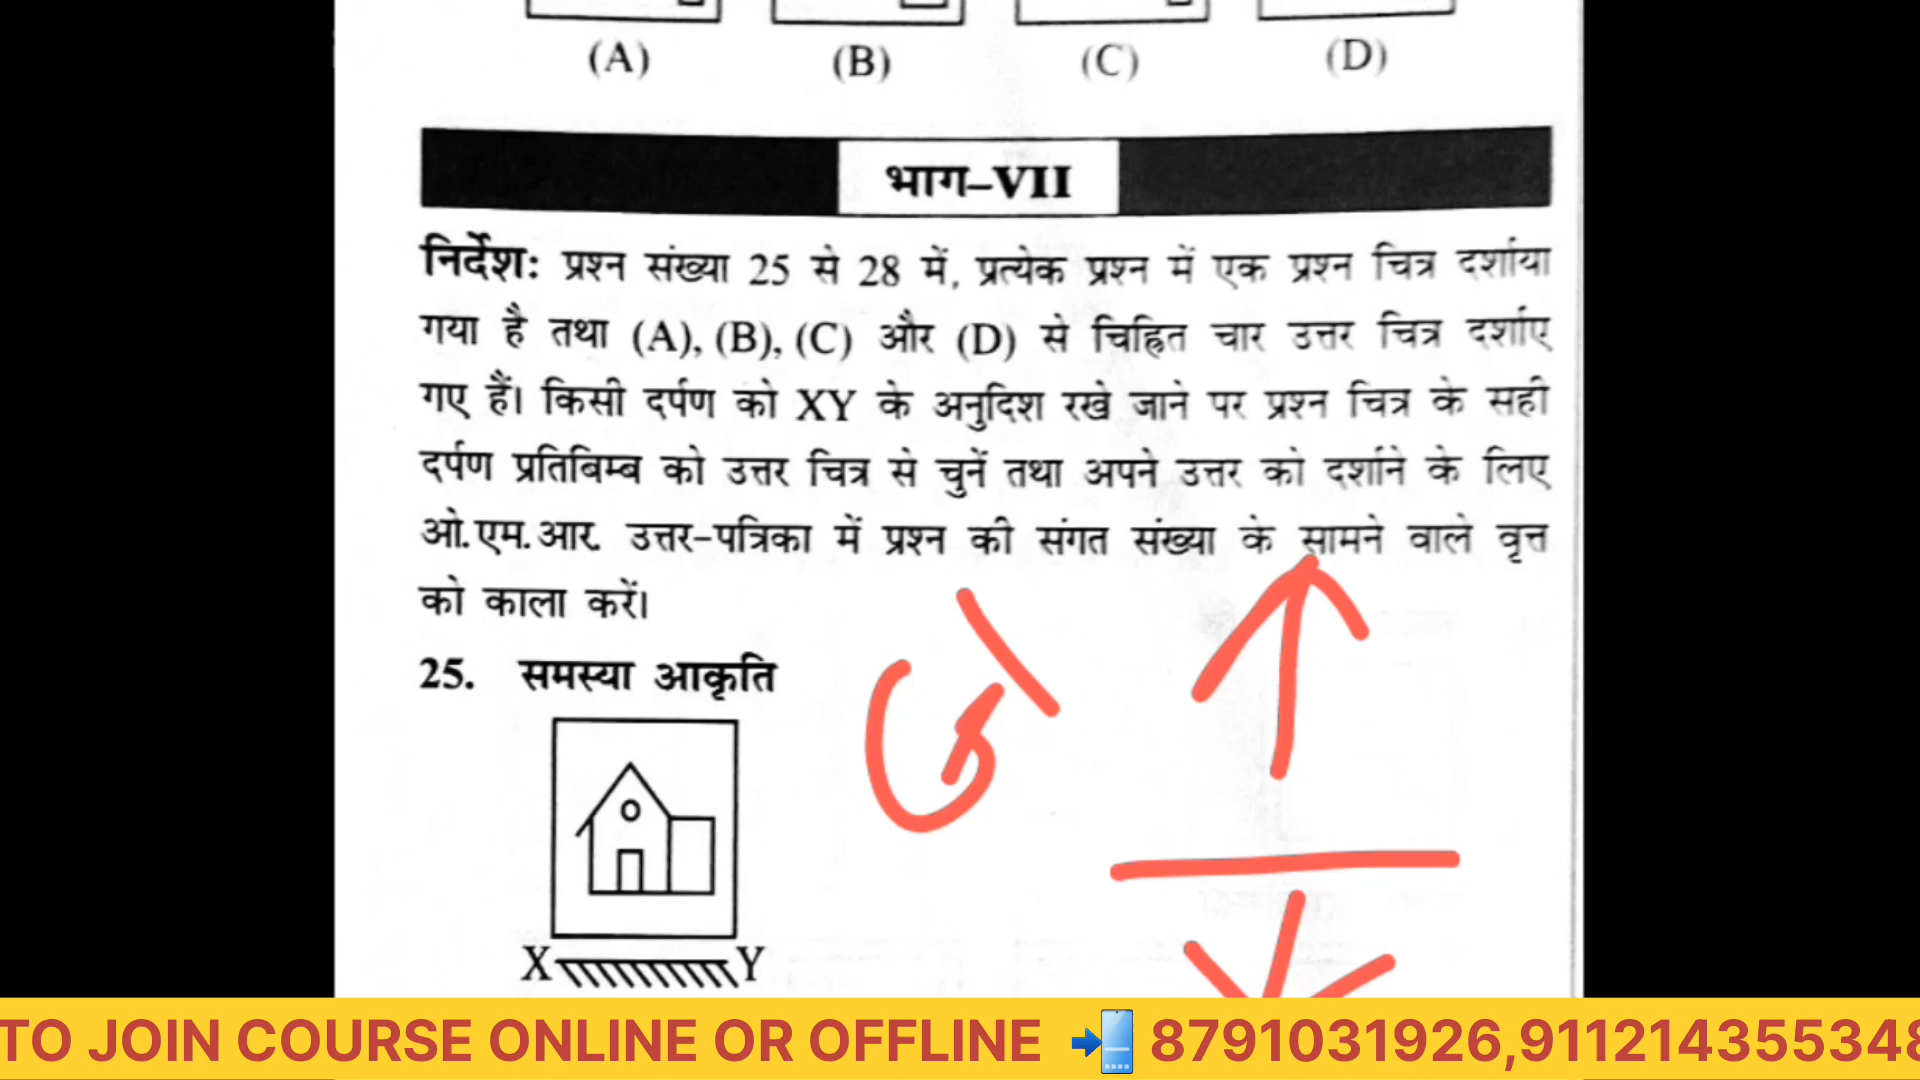 (A) (B) (C) (D)
भाग–VII
निर्देशः प्रश्न संख्या 25 से 28 में, प्रत्येक प्रश्न में एक प्रश्न चित्र दर्शाया
गया है तथा (A), (B), (C) और (D) से चिह्नित चार उत्तर चित्र दर्शाए
गए हैं। किसी दर्पण को XY के अनुदिश रखे जाने पर प्रश्न चित्र के सही
दर्पण प्रतिबिम्ब को उत्तर चित्र से चुनें तथा अपने उत्तर को दर्शाने के लिए
ओ.एम.आर. उत्तर-पत्रिका में प्रश्न की संगत संख्या के सामने वाले वृत्त
को काला करें।
25. समस्या आकृति
X Y
TO JOIN COURSE ONLINE OR OFFLINE 8791031926,911214355348